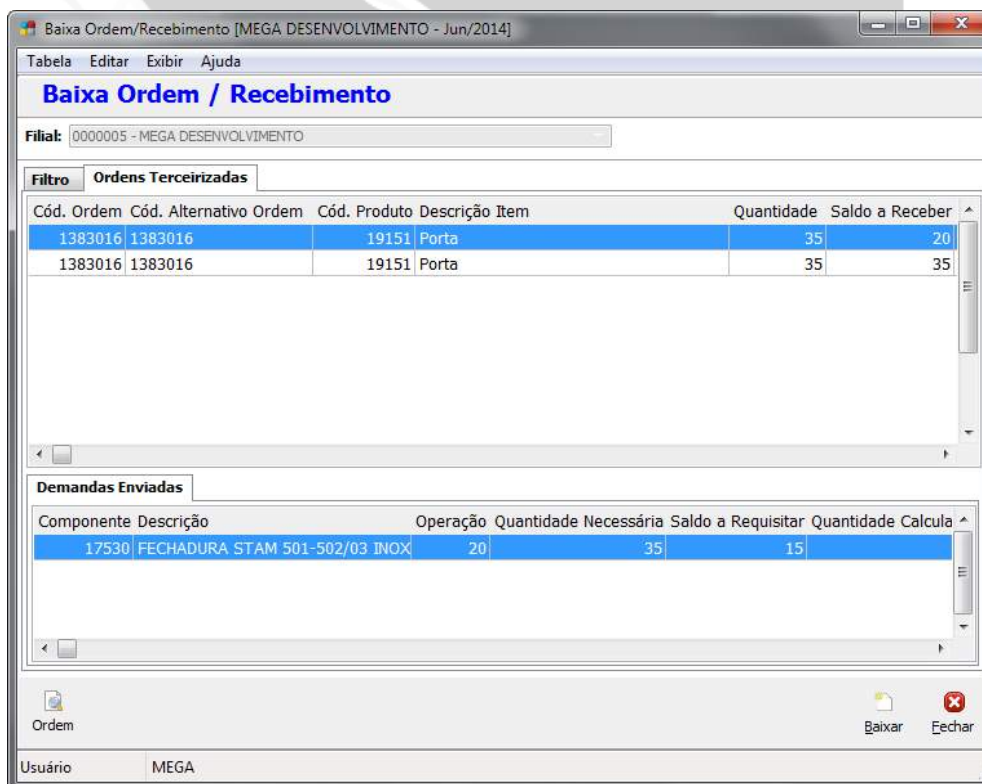 Baixa Ordem/Recebimento [MEGA DESENVOLVIMENTO - Jun/2014]
Tabela Editar Exibir Ajuda
Baixa Ordem / Recebimento
Filial: 0000005 - MEGA DESENVOLVIMENTO
Filtro Ordens Terceirizadas
Cód. Ordem Cód. Alternativo Ordem Cód. Produto Descrição Item Quantidade Saldo a Receber
1383016 1383016 19151 Porta 35 20
1383016 1383016 19151 Porta 35 35
Demandas Enviadas
Componente Descrição Operação Quantidade Necessária Saldo a Requisitar Quantidade Calcula
17530 FECHADURA STAM 501-502/03 INOX 20 35 15
Ordem Baixar Fechar
Usuário MEGA